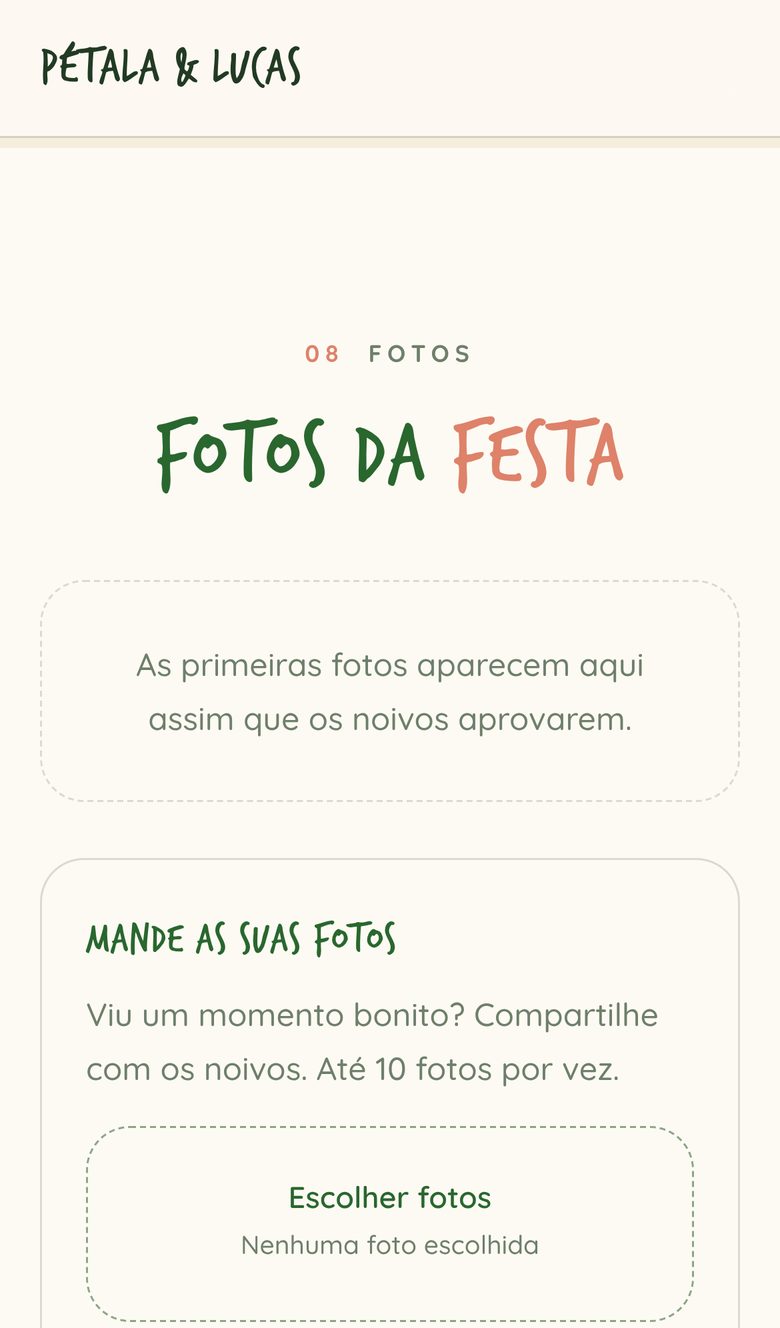 PÉTALA & LUCAS
08 FOTOS
FOTOS DA FESTA
As primeiras fotos aparecem aqui
assim que os noivos aprovarem.
MANDE AS SUAS FOTOS
Viu um momento bonito? Compartilhe
com os noivos. Até 10 fotos por vez.
Escolher fotos
Nenhuma foto escolhida